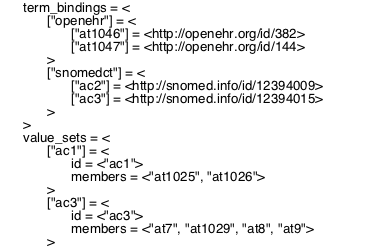 term_bindings = <
["openehr"] = <
["at1046"] = <http://openehr.org/id/382>
["at1047"] = <http://openehr.org/id/144>
>
["snomedct"] = <
["ac2"] = <http://snomed.info/id/12394009>
["ac3"] = <http://snomed.info/id/12394015>
>
>
value_sets = <
["ac1"] = <
id = <"ac1">
members = <"at1025", "at1026">
>
["ac3"] = <
id = <"ac3">
members = <"at7", "at1029", "at8", "at9">
>